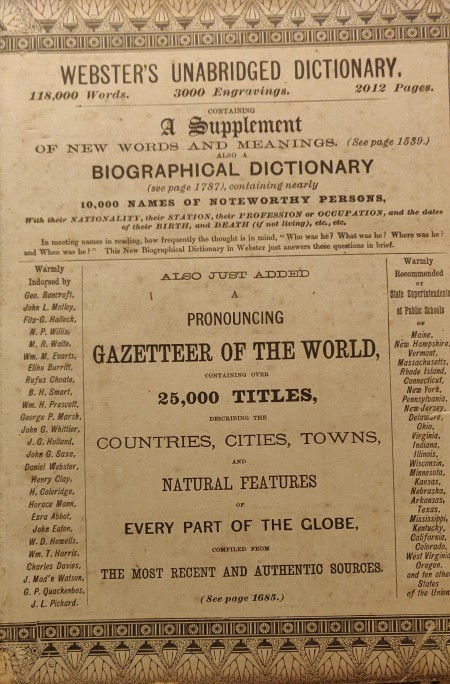 WEBSTER'S UNABRIDGED DICTIONARY.
118,000 Words. 3000 Engravings. 2012 Pages.
CONTAINING
A Supplement
OF NEW WORDS AND MEANINGS. (See page 1539.)
ALSO A
BIOGRAPHICAL DICTIONARY
(see page 1787), containing nearly
10,000 NAMES OF NOTEWORTHY PERSONS,
With their NATIONALITY, their STATION, their PROFESSION or OCCUPATION, and the dates
of their BIRTH, and DEATH (if not living), etc., etc.
In meeting names in reading, how frequently the thought is in mind, "Who was he? What was he? Where was he?
and When was he?" This New Biographical Dictionary in Webster just answers these questions in brief.
Warmly
Indorsed by
Geo. Bancroft,
John L. Motley,
Fitz-G. Halleck,
N. P. Willis,
M. R. Waite,
Wm. M. Evarts,
Elihu Burritt,
Rufus Choate,
B. H. Smart,
Wm. H. Prescott,
George P. Marsh,
John G. Whittier,
J. G. Holland,
John G. Saxe,
Daniel Webster,
Henry Clay,
H. Coleridge,
Horace Mann,
Ezra Abbot,
John Eaton,
W. D. Howells,
Wm. T. Harris,
Charles Davies,
J. Mad'n Watson,
G. P. Quackenbos,
J. L. Pickard.
ALSO JUST ADDED
A
PRONOUNCING
GAZETTEER OF THE WORLD,
CONTAINING OVER
25,000 TITLES,
DESCRIBING THE
COUNTRIES, CITIES, TOWNS,
AND
NATURAL FEATURES
OF
EVERY PART OF THE GLOBE,
COMPILED FROM
THE MOST RECENT AND AUTHENTIC SOURCES.
(See page 1685.)
Warmly
Recommended
BY
State Superintendents
of Public Schools
OF
Maine,
New Hampshire,
Vermont,
Massachusetts,
Rhode Island,
Connecticut,
New York,
Pennsylvania,
New Jersey,
Delaware,
Ohio,
Virginia,
Indiana,
Illinois,
Wisconsin,
Minnesota,
Kansas,
Nebraska,
Arkansas,
Texas,
Mississippi,
Kentucky,
California,
Colorado,
West Virginia,
Oregon,
and ten other
States
of the Union.